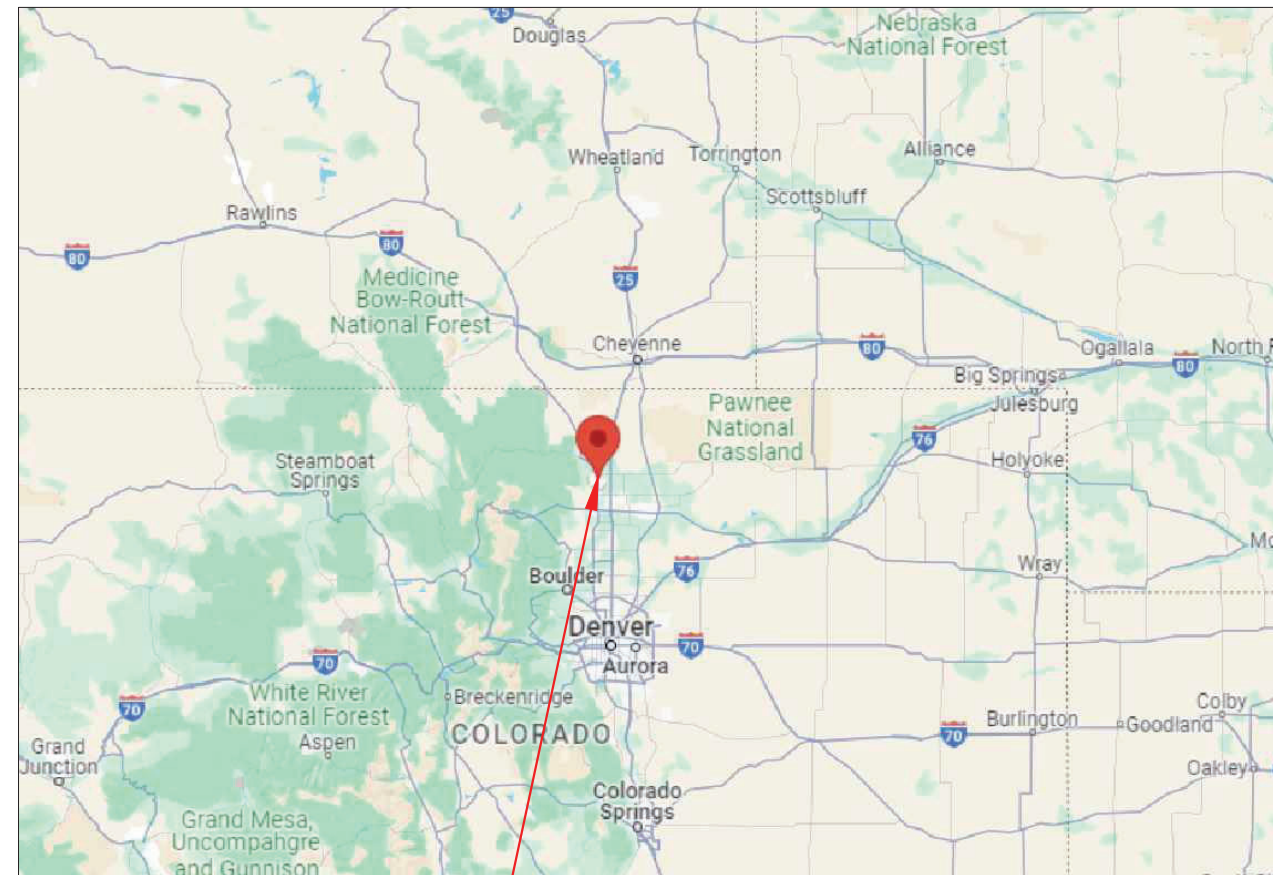 25
Douglas
Nebraska
National Forest
Wheatland
Torrington
Alliance
Scottsbluff
Rawlins
80
80
Medicine
Bow-Routt
National Forest
25
Cheyenne
80
Ogallala
North
80
Big Springs
Julesburg
Pawnee
National
Grassland
76
Steamboat
Springs
Holyoke
Boulder
76
Wray
Denver
70
Aurora
70
White River
National Forest
Breckenridge
70
Aspen
COLORADO
Grand
Junction
Burlington
70
Goodland
Colby
Oakley
Colorado
Springs
Grand Mesa,
Uncompahgre
and Gunnison